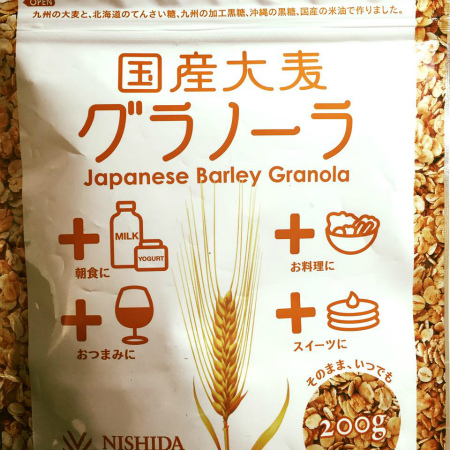 OPEN
九州の大麦と、北海道のてんさい糖、九州の加工黒糖、沖縄の黒糖、国産の米油で作りました。
国産大麦
グラノーラ
Japanese Barley Granola
MILK
YOGURT
朝食に
お料理に
おつまみに
スイーツに
そのまま、いつでも
200g
NISHIDA